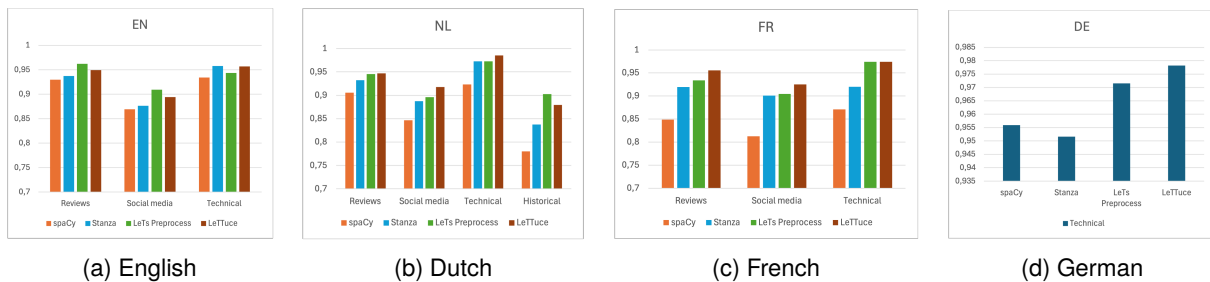 EN
1
0,95
0,9
0,85
0,8
0,75
0,7
Reviews Social media Technical
spaCy Stanza LeTs Preprocess LeTTuce
(a) English
NL
1
0,95
0,9
0,85
0,8
0,75
0,7
Reviews Social media Technical Historical
spaCy Stanza LeTs Preprocess LeTTuce
(b) Dutch
FR
1
0,95
0,9
0,85
0,8
0,75
0,7
Reviews Social media Technical
spaCy Stanza LeTs Preprocess LeTTuce
(c) French
DE
0,985
0,98
0,975
0,97
0,965
0,96
0,955
0,95
0,945
0,94
0,935
spaCy Stanza LeTs LeTTuce
Preprocess
Technical
(d) German